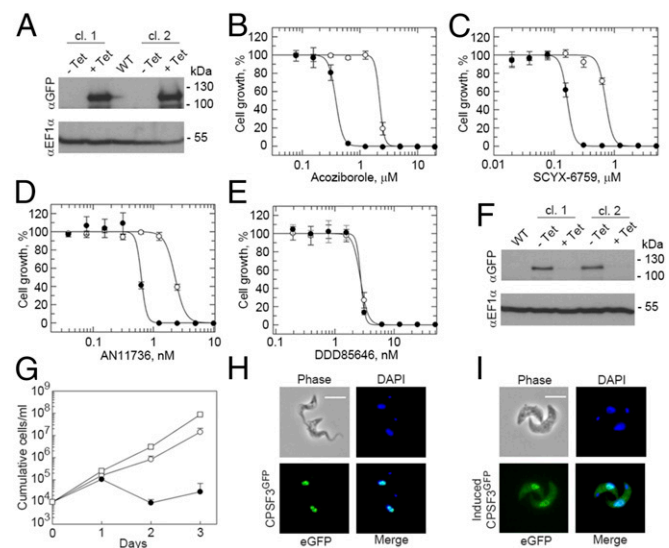 A
cl. 1 cl. 2
- Tet + Tet WT - Tet + Tet
kDa
αGFP
- 130
- 100
αEF1α
- 55
B
Cell growth, %
120
100
80
60
40
20
0
0.1 1 10
Acoziborole, μM
C
Cell growth, %
120
100
80
60
40
20
0
0.01 0.1 1
SCYX-6759, μM
D
Cell growth, %
120
100
80
60
40
20
0
0.1 1 10
AN11736, nM
E
Cell growth, %
120
100
80
60
40
20
0
0.1 1 10
DDD85646, nM
F
cl. 1 cl. 2
WT - Tet + Tet - Tet + Tet
kDa
αGFP
- 130
- 100
αEF1α
- 55
G
Cumulative cells/ml
10⁹
10⁸
10⁷
10⁶
10⁵
10⁴
10³
0 1 2 3
Days
H
Phase DAPI
CPSF3ᴳᶠᴾ
eGFP Merge
I
Phase DAPI
Induced
CPSF3ᴳᶠᴾ
eGFP Merge